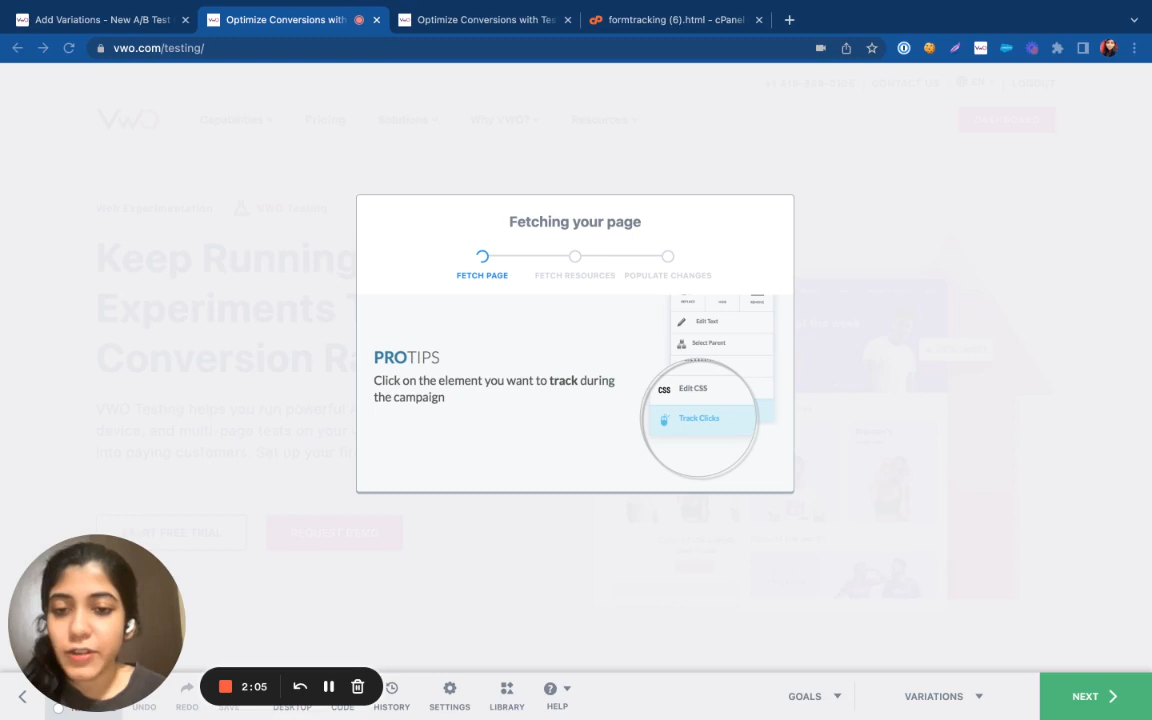 Add Variations - New A/B Test
Optimize Conversions with
Optimize Conversions with Tes
formtracking (6).html - cPanel
vwo.com/testing/
CONTACT US
EN
LOGOUT
VWO
Capabilities
Pricing
Solutions
Why VWO?
Resources
Web Experimentation
VWO Testing
Keep Running
Experiments T
Conversion Ra
VWO Testing helps you run powerful
device, and multi-page tests on your
into paying customers. Set up your fi
START FREE TRIAL
REQUEST DEMO
Fetching your page
FETCH PAGE
FETCH RESOURCES
POPULATE CHANGES
PROTIPS
Click on the element you want to track during
the campaign
Edit Text
Select Parent
CSS Edit CSS
Track Clicks
2:05
UNDO
REDO
SAVE
DESKTOP
CODE
HISTORY
SETTINGS
LIBRARY
HELP
GOALS
VARIATIONS
NEXT